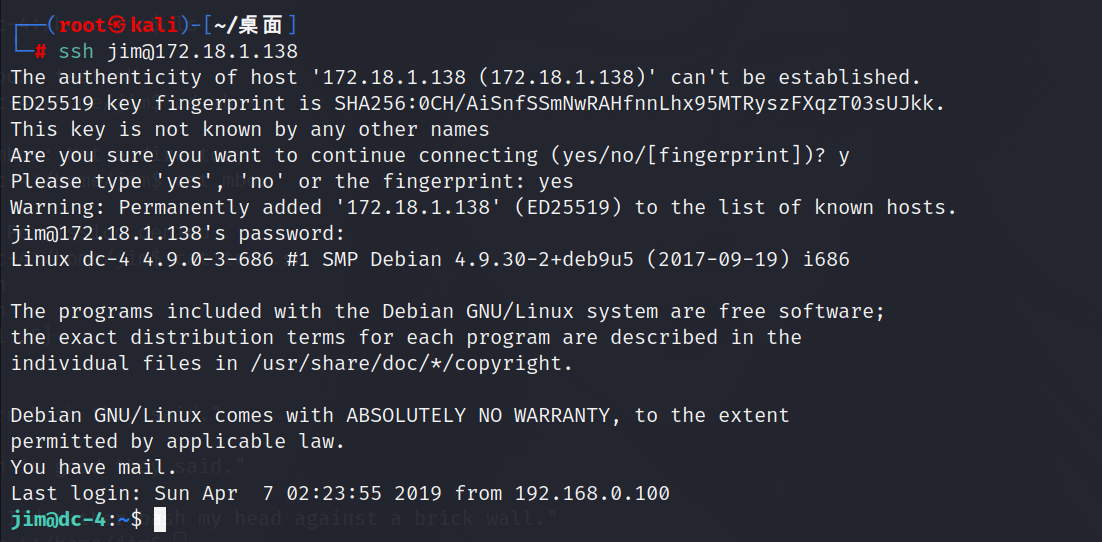 ┌──(root㉿kali)-[~/桌面]
└─# ssh jim@172.18.1.138
The authenticity of host '172.18.1.138 (172.18.1.138)' can't be established.
ED25519 key fingerprint is SHA256:0CH/AiSnfSSmNwRAHfnnLhx95MTRyszFXqzT03sUJkk.
This key is not known by any other names
Are you sure you want to continue connecting (yes/no/[fingerprint])? y
Please type 'yes', 'no' or the fingerprint: yes
Warning: Permanently added '172.18.1.138' (ED25519) to the list of known hosts.
jim@172.18.1.138's password:
Linux dc-4 4.9.0-3-686 #1 SMP Debian 4.9.30-2+deb9u5 (2017-09-19) i686
The programs included with the Debian GNU/Linux system are free software;
the exact distribution terms for each program are described in the
individual files in /usr/share/doc/*/copyright.
Debian GNU/Linux comes with ABSOLUTELY NO WARRANTY, to the extent
permitted by applicable law.
You have mail.
said."
Last login: Sun Apr  7 02:23:55 2019 from 192.168.0.100
my head against a brick wall."
jim@dc-4:~$